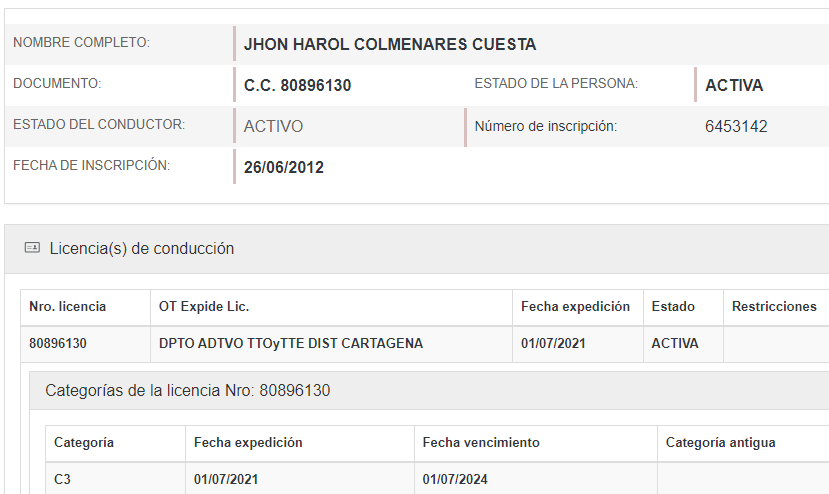 NOMBRE COMPLETO: JHON HAROL COLMENARES CUESTA
DOCUMENTO: C.C. 80896130 ESTADO DE LA PERSONA: ACTIVA
ESTADO DEL CONDUCTOR: ACTIVO Número de inscripción: 6453142
FECHA DE INSCRIPCIÓN: 26/06/2012
Licencia(s) de conducción
Nro. licencia OT Expide Lic. Fecha expedición Estado Restricciones
80896130 DPTO ADTVO TTOyTTE DIST CARTAGENA 01/07/2021 ACTIVA
Categorías de la licencia Nro: 80896130
Categoría Fecha expedición Fecha vencimiento Categoría antigua
C3 01/07/2021 01/07/2024